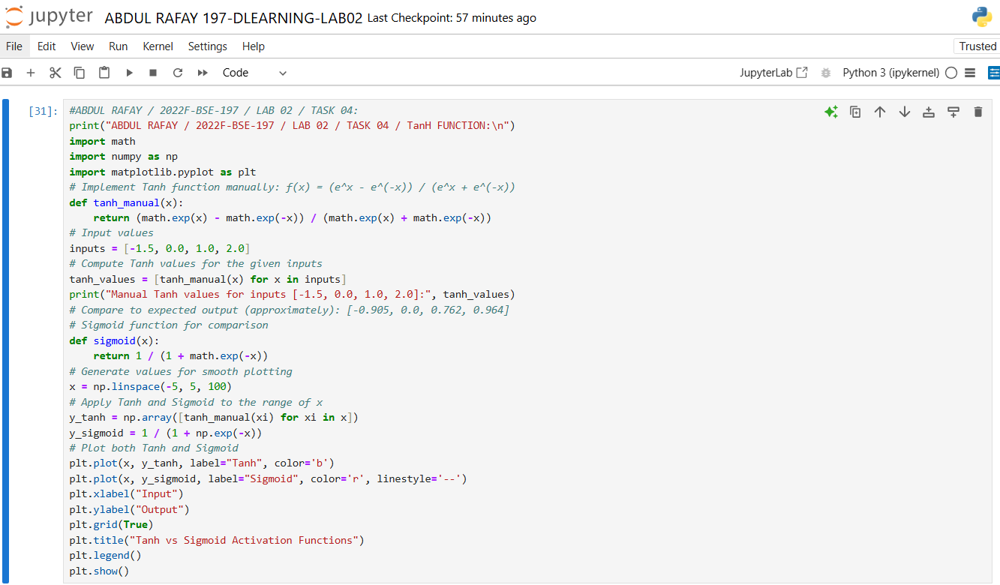 jupyter ABDUL RAFAY 197-DLEARNING-LAB02 Last Checkpoint: 57 minutes ago
File Edit View Run Kernel Settings Help Trusted
Code JupyterLab Python 3 (ipykernel)
[31]: #ABDUL RAFAY / 2022F-BSE-197 / LAB 02 / TASK 04:
print("ABDUL RAFAY / 2022F-BSE-197 / LAB 02 / TASK 04 / TanH FUNCTION:\n")
import math
import numpy as np
import matplotlib.pyplot as plt
# Implement Tanh function manually: f(x) = (e^x - e^(-x)) / (e^x + e^(-x))
def tanh_manual(x):
    return (math.exp(x) - math.exp(-x)) / (math.exp(x) + math.exp(-x))
# Input values
inputs = [-1.5, 0.0, 1.0, 2.0]
# Compute Tanh values for the given inputs
tanh_values = [tanh_manual(x) for x in inputs]
print("Manual Tanh values for inputs [-1.5, 0.0, 1.0, 2.0]:", tanh_values)
# Compare to expected output (approximately): [-0.905, 0.0, 0.762, 0.964]
# Sigmoid function for comparison
def sigmoid(x):
    return 1 / (1 + math.exp(-x))
# Generate values for smooth plotting
x = np.linspace(-5, 5, 100)
# Apply Tanh and Sigmoid to the range of x
y_tanh = np.array([tanh_manual(xi) for xi in x])
y_sigmoid = 1 / (1 + np.exp(-x))
# Plot both Tanh and Sigmoid
plt.plot(x, y_tanh, label="Tanh", color='b')
plt.plot(x, y_sigmoid, label="Sigmoid", color='r', linestyle='--')
plt.xlabel("Input")
plt.ylabel("Output")
plt.grid(True)
plt.title("Tanh vs Sigmoid Activation Functions")
plt.legend()
plt.show()